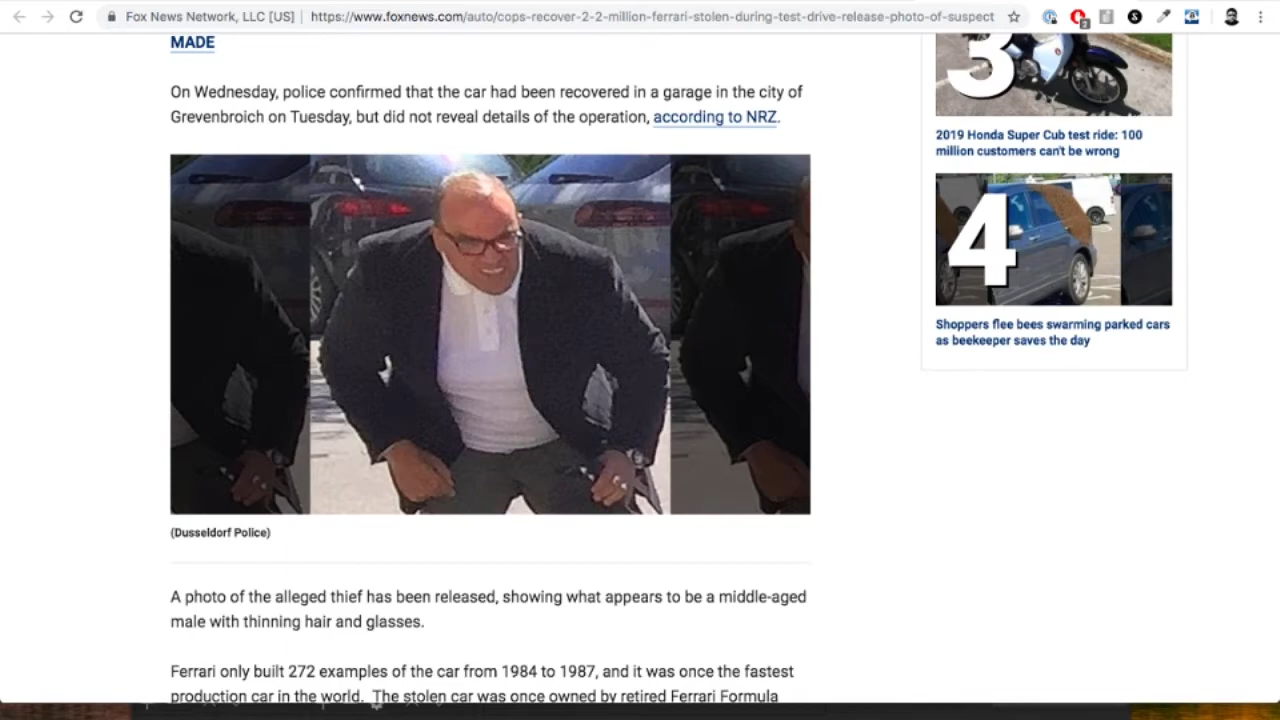 Fox News Network, LLC [US]
https://www.foxnews.com/auto/cops-recover-2-2-million-ferrari-stolen-during-test-drive-release-photo-of-suspect
2
MADE
On Wednesday, police confirmed that the car had been recovered in a garage in the city of
Grevenbroich on Tuesday, but did not reveal details of the operation, according to NRZ.
(Dusseldorf Police)
A photo of the alleged thief has been released, showing what appears to be a middle-aged
male with thinning hair and glasses.
Ferrari only built 272 examples of the car from 1984 to 1987, and it was once the fastest
production car in the world. The stolen car was once owned by retired Ferrari Formula
3
2019 Honda Super Cub test ride: 100
million customers can't be wrong
4
Shoppers flee bees swarming parked cars
as beekeeper saves the day